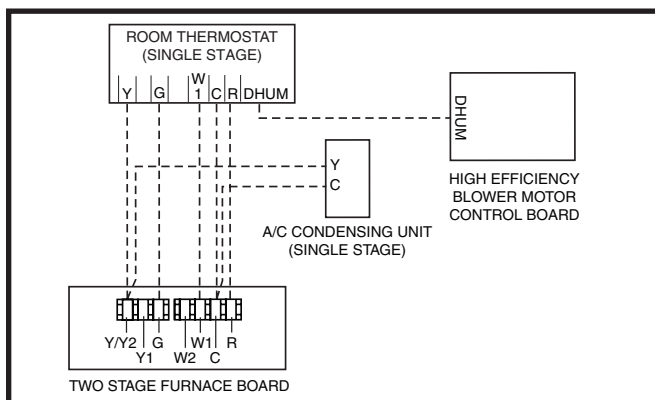 ROOM THERMOSTAT
(SINGLE STAGE)
Y G W1 C R DHUM
DHUM
HIGH EFFICIENCY
BLOWER MOTOR
CONTROL BOARD
Y
C
A/C CONDENSING UNIT
(SINGLE STAGE)
Y/Y2 G W1 R
Y1 W2 C
TWO STAGE FURNACE BOARD